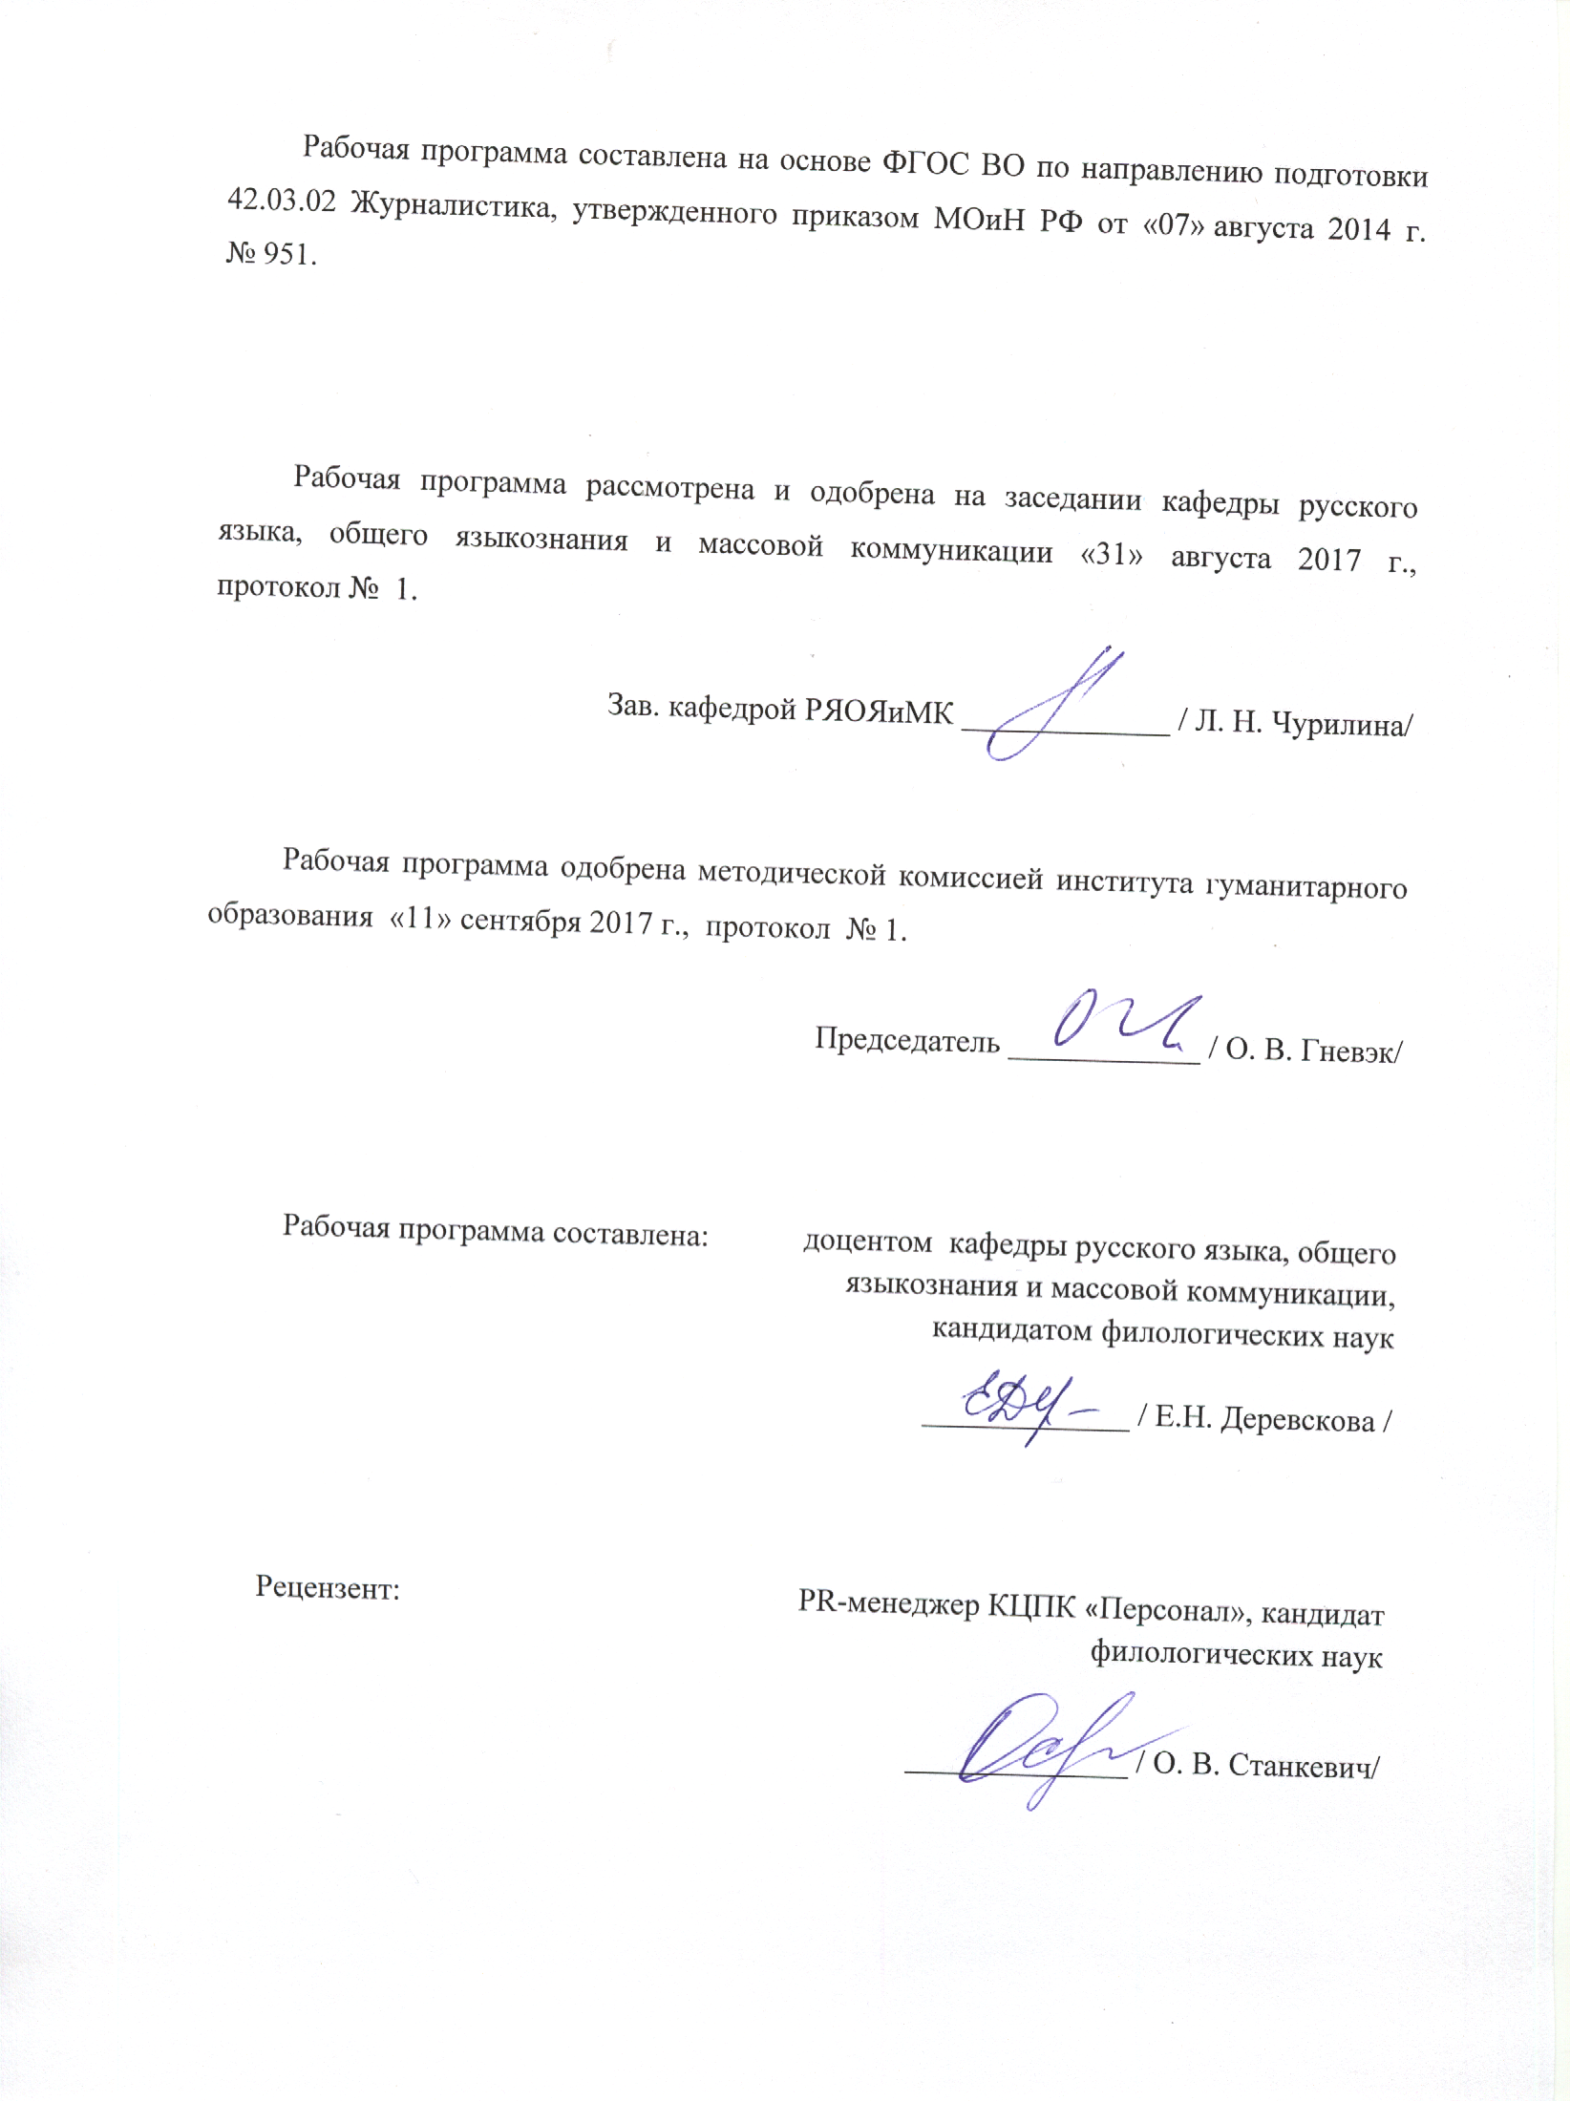 Рабочая программа составлена на основе ФГОС ВО по направлению подготовки
42.03.02 Журналистика, утвержденного приказом МОиН РФ от «07» августа 2014 г.
№ 951.
Рабочая программа рассмотрена и одобрена на заседании кафедры русского
языка, общего языкознания и массовой коммуникации «31» августа 2017 г.,
протокол № 1.
Зав. кафедрой РЯОЯиМК _____________ / Л. Н. Чурилина/
Рабочая программа одобрена методической комиссией института гуманитарного
образования «11» сентября 2017 г., протокол № 1.
Председатель ____________ / О. В. Гневэк/
Рабочая программа составлена: доцентом кафедры русского языка, общего
языкознания и массовой коммуникации,
кандидатом филологических наук
_____________ / Е.Н. Деревскова /
Рецензент: PR-менеджер КЦПК «Персонал», кандидат
филологических наук
______________ / О. В. Станкевич/